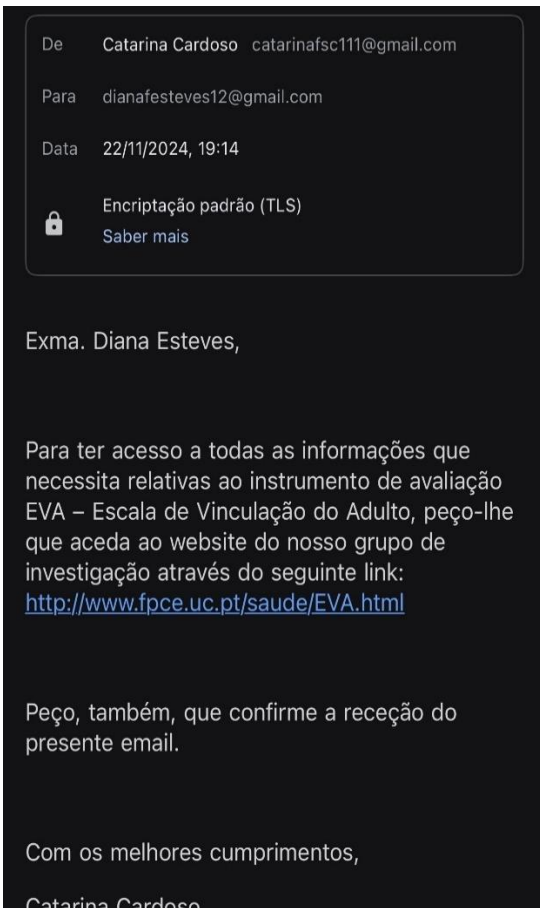 De Catarina Cardoso catarinafsc111@gmail.com
Para dianafesteves12@gmail.com
Data 22/11/2024, 19:14
Encriptação padrão (TLS)
Saber mais
Exma. Diana Esteves,
Para ter acesso a todas as informações que
necessita relativas ao instrumento de avaliação
EVA – Escala de Vinculação do Adulto, peço-lhe
que aceda ao website do nosso grupo de
investigação através do seguinte link:
http://www.fpce.uc.pt/saude/EVA.html
Peço, também, que confirme a receção do
presente email.
Com os melhores cumprimentos,
Catarina Cardoso